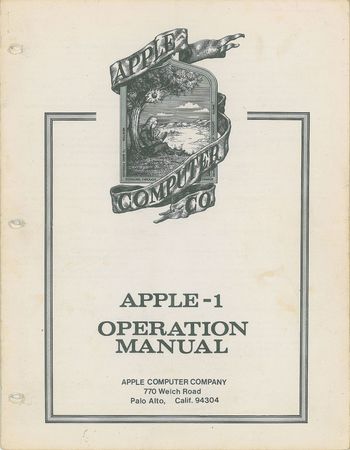 APPLE
COMPUTER
CO
APPLE-1
OPERATION
MANUAL
APPLE COMPUTER COMPANY
770 Welch Road
Palo Alto, Calif. 94304